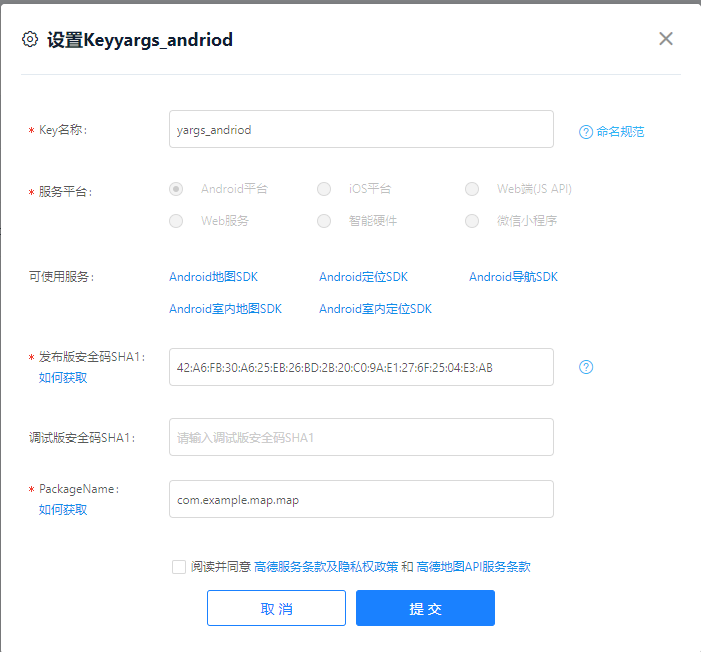 设置Keyyargs_andriod
* Key名称: yargs_andriod 命名规范
* 服务平台: Android平台 iOS平台 Web端(JS API)
Web服务 智能硬件 微信小程序
可使用服务: Android地图SDK Android定位SDK Android导航SDK
Android室内地图SDK Android室内定位SDK
* 发布版安全码SHA1:
如何获取
42:A6:FB:30:A6:25:EB:26:BD:2B:20:C0:9A:E1:27:6F:25:04:E3:AB
调试版安全码SHA1: 请输入调试版安全码SHA1
* PackageName:
如何获取
com.example.map.map
阅读并同意 高德服务条款及隐私权政策 和 高德地图API服务条款
取消 提交